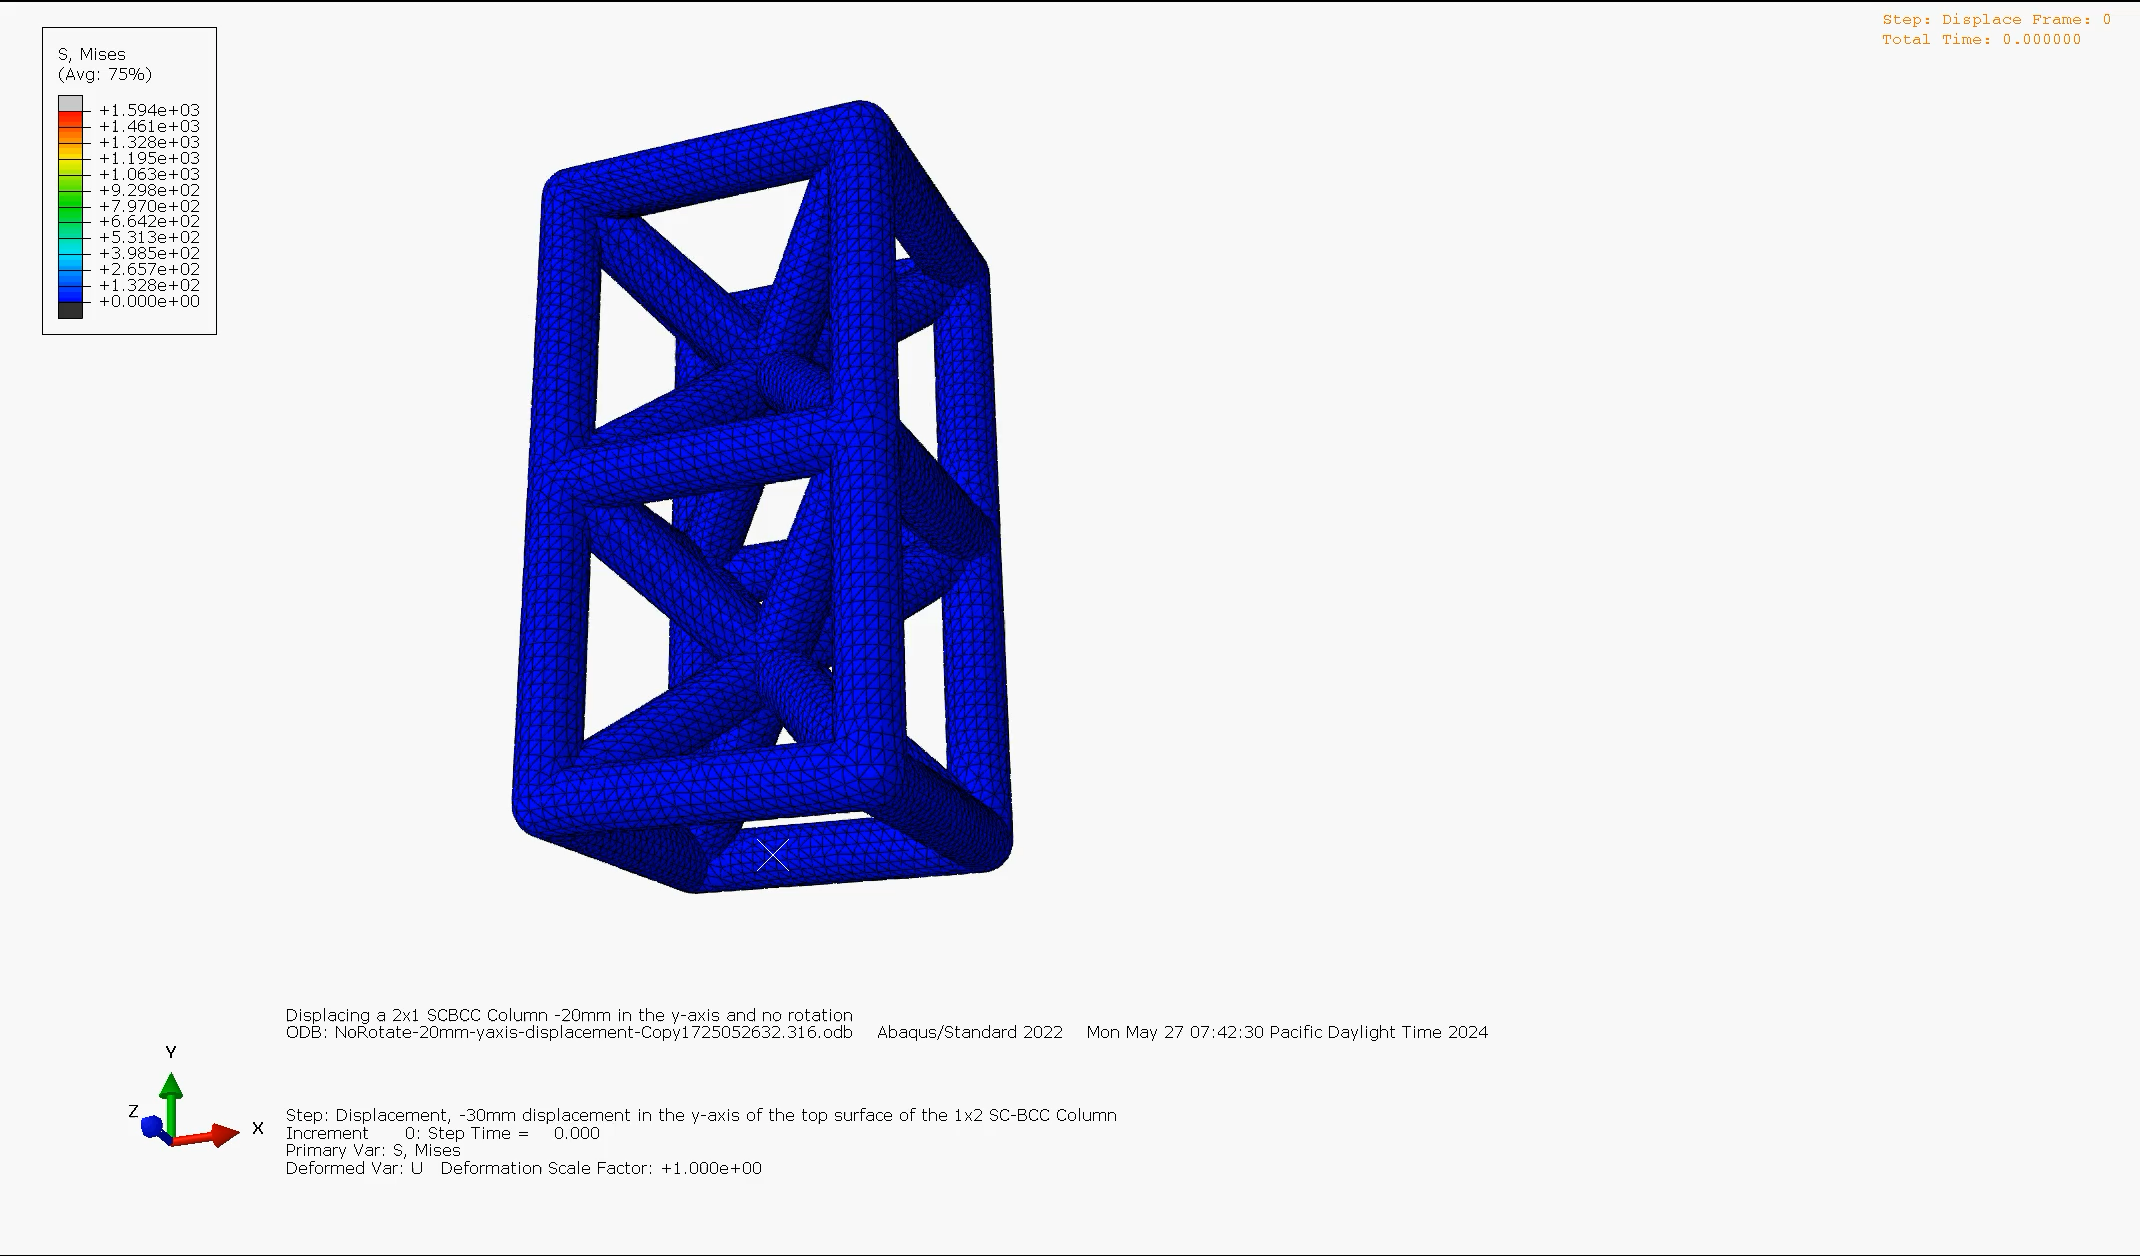 Step: Displace Frame: 0
Total Time: 0.000000
S, Mises
(Avg: 75%)
+1.594e+03
+1.461e+03
+1.328e+03
+1.195e+03
+1.063e+03
+9.298e+02
+7.970e+02
+6.642e+02
+5.313e+02
+3.985e+02
+2.657e+02
+1.328e+02
+0.000e+00
Displacing a 2x1 SCBCC Column -20mm in the y-axis and no rotation
ODB: NoRotate-20mm-yaxis-displacement-Copy1725052632.316.odb Abaqus/Standard 2022 Mon May 27 07:42:30 Pacific Daylight Time 2024
Y
Z
X
Step: Displacement, -30mm displacement in the y-axis of the top surface of the 1x2 SC-BCC Column
Increment 0: Step Time = 0.000
Primary Var: S, Mises
Deformed Var: U Deformation Scale Factor: +1.000e+00